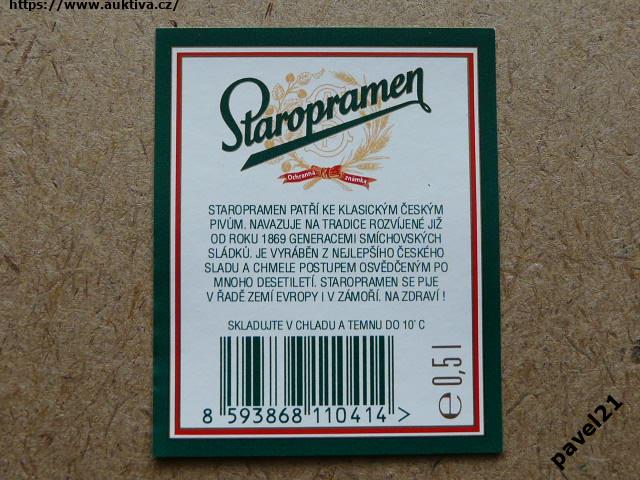 https://www.auktiva.cz/
Staropramen
Ochranná známka
STAROPRAMEN PATŘÍ KE KLASICKÝM ČESKÝM
PIVŮM. NAVAZUJE NA TRADICE ROZVÍJENÉ JIŽ
OD ROKU 1869 GENERACEMI SMÍCHOVSKÝCH
SLÁDKŮ. JE VYRÁBĚN Z NEJLEPŠÍHO ČESKÉHO
SLADU A CHMELE POSTUPEM OSVĚDČENÝM PO
MNOHO DESETILETÍ. STAROPRAMEN SE PIJE
V ŘADĚ ZEMÍ EVROPY I V ZÁMOŘÍ. NA ZDRAVÍ !
SKLADUJTE V CHLADU A TEMNU DO 10°C
8 593868 110414 >
e 0,5 l
pavel21